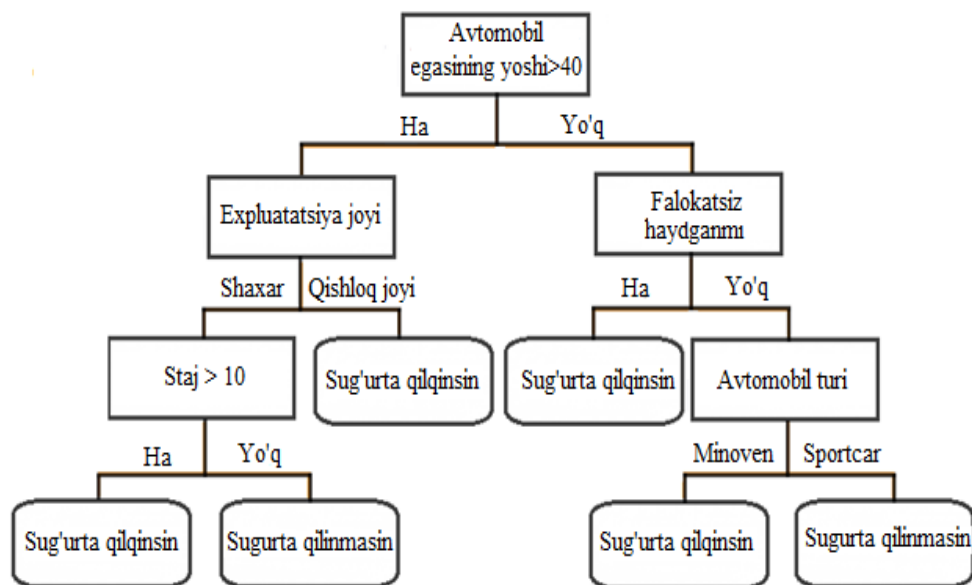 Avtomobil
egasining yoshi>40
Ha
Yo'q
Expluatatsiya joyi
Falokatsiz
haydganmı
Shaxar
Qishloq joyi
Ha
Yo'q
Staj > 10
Sug'urta qilqinsin
Sug'urta qilqinsin
Avtomobil turi
Ha
Yo'q
Minoven
Sportcar
Sug'urta qilqinsin
Sugurta qilinmasin
Sug'urta qilqinsin
Sugurta qilinmasin